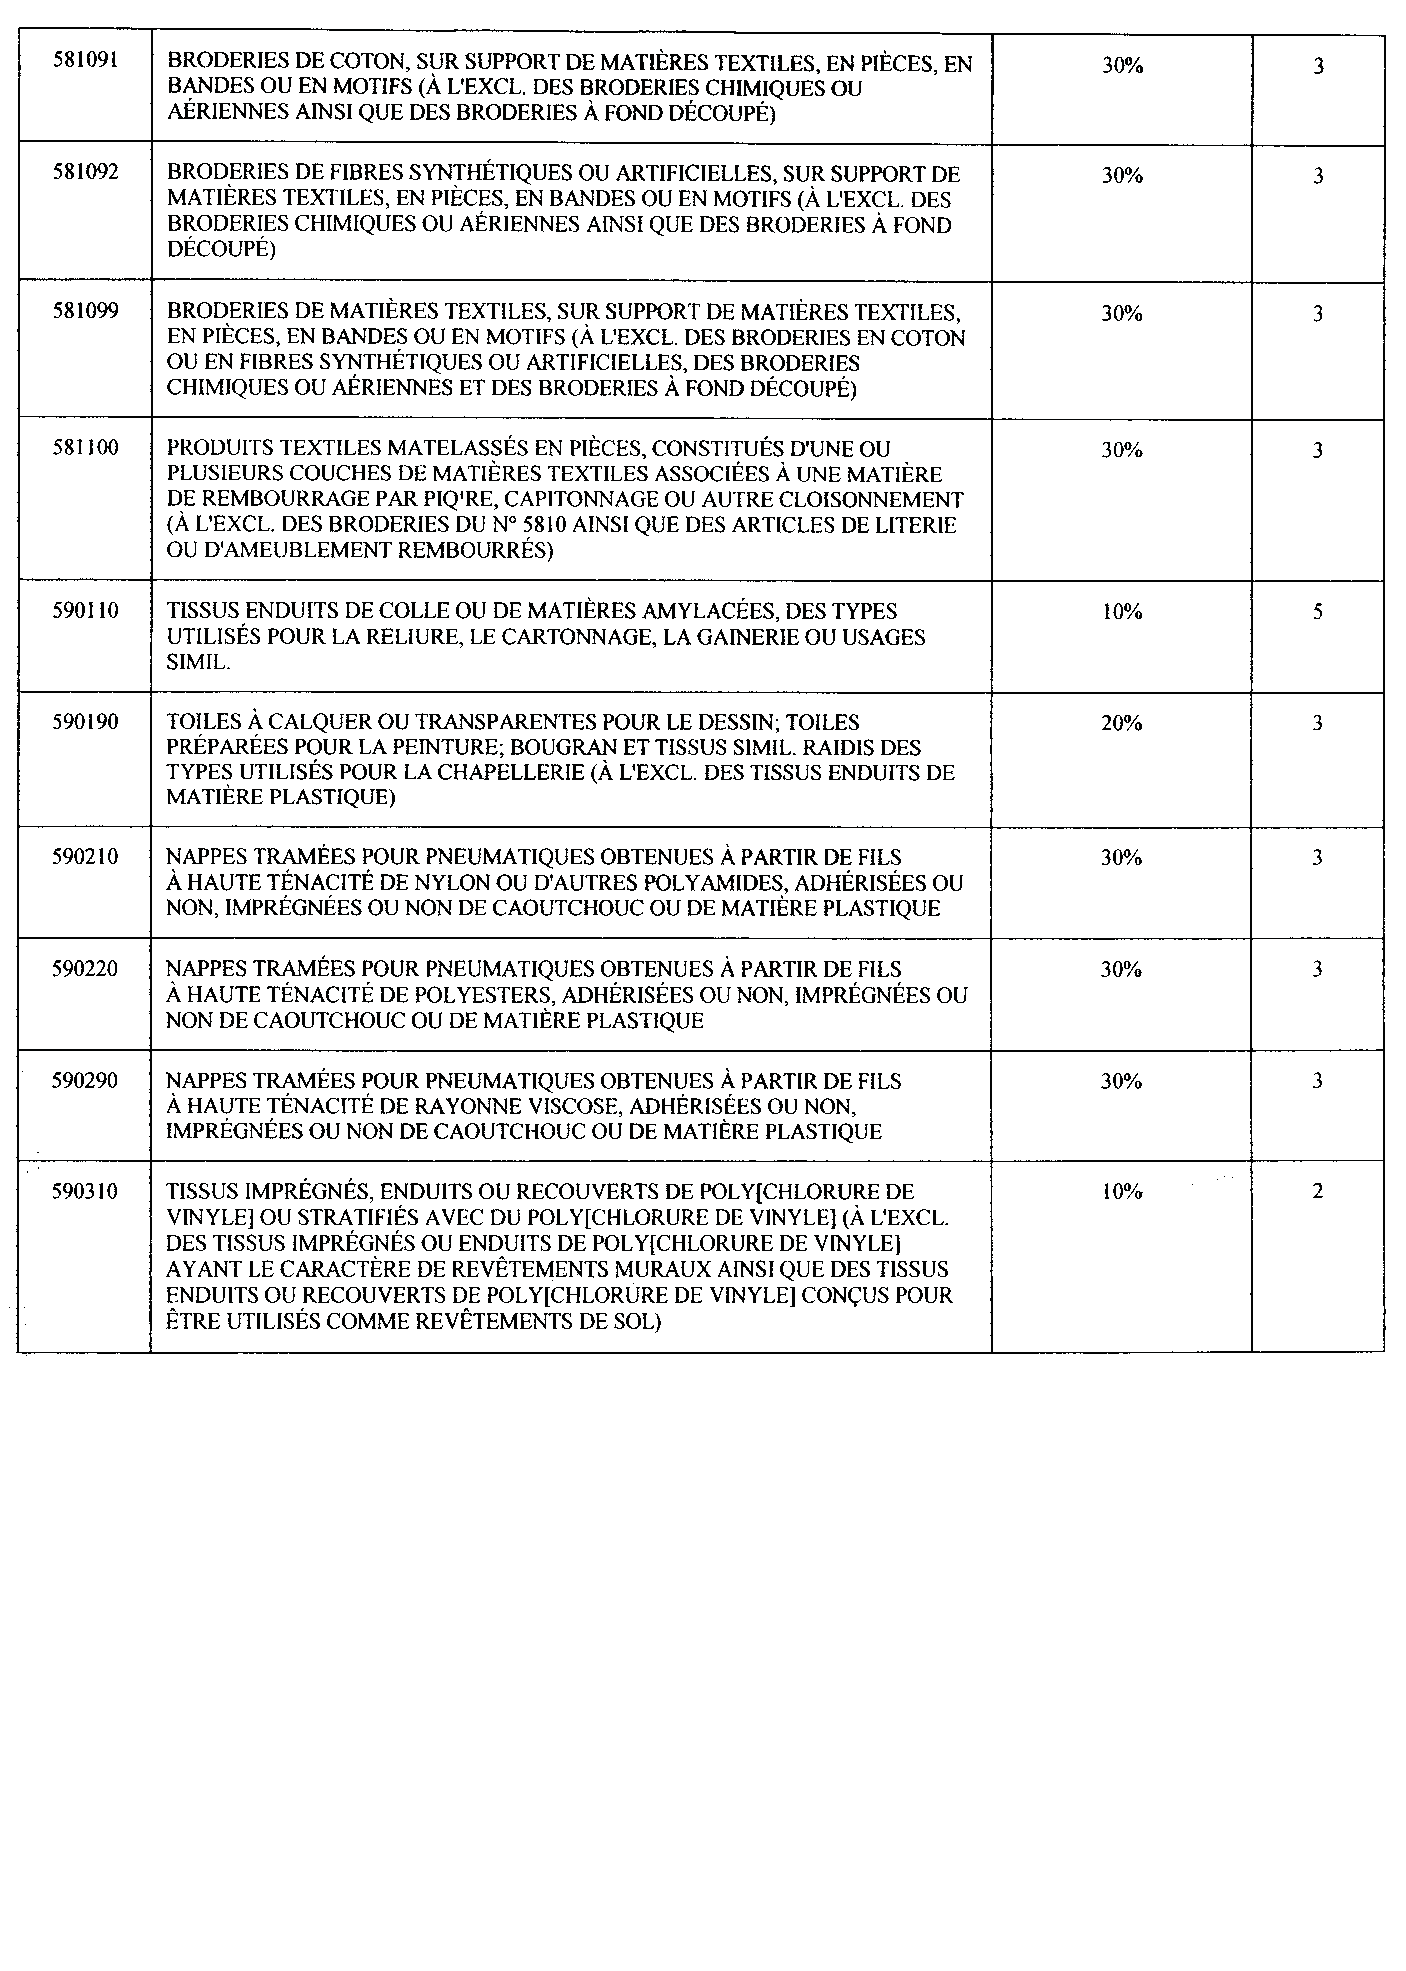 581091 BRODERIES DE COTON, SUR SUPPORT DE MATIÈRES TEXTILES, EN PIÈCES, EN 30% 3
BANDES OU EN MOTIFS (À L'EXCL. DES BRODERIES CHIMIQUES OU
AÉRIENNES AINSI QUE DES BRODERIES À FOND DÉCOUPÉ)
581092 BRODERIES DE FIBRES SYNTHÉTIQUES OU ARTIFICIELLES, SUR SUPPORT DE 30% 3
MATIÈRES TEXTILES, EN PIÈCES, EN BANDES OU EN MOTIFS (À L'EXCL. DES
BRODERIES CHIMIQUES OU AÉRIENNES AINSI QUE DES BRODERIES À FOND
DÉCOUPÉ)
581099 BRODERIES DE MATIÈRES TEXTILES, SUR SUPPORT DE MATIÈRES TEXTILES, 30% 3
EN PIÈCES, EN BANDES OU EN MOTIFS (À L'EXCL. DES BRODERIES EN COTON
OU EN FIBRES SYNTHÉTIQUES OU ARTIFICIELLES, DES BRODERIES
CHIMIQUES OU AÉRIENNES ET DES BRODERIES À FOND DÉCOUPÉ)
581100 PRODUITS TEXTILES MATELASSÉS EN PIÈCES, CONSTITUÉS D'UNE OU 30% 3
PLUSIEURS COUCHES DE MATIÈRES TEXTILES ASSOCIÉES À UNE MATIÈRE
DE REMBOURRAGE PAR PIQ'RE, CAPITONNAGE OU AUTRE CLOISONNEMENT
(À L'EXCL. DES BRODERIES DU N° 5810 AINSI QUE DES ARTICLES DE LITERIE
OU D'AMEUBLEMENT REMBOURRÉS)
590110 TISSUS ENDUITS DE COLLE OU DE MATIÈRES AMYLACÉES, DES TYPES 10% 5
UTILISÉS POUR LA RELIURE, LE CARTONNAGE, LA GAINERIE OU USAGES
SIMIL.
590190 TOILES À CALQUER OU TRANSPARENTES POUR LE DESSIN; TOILES 20% 3
PRÉPARÉES POUR LA PEINTURE; BOUGRAN ET TISSUS SIMIL. RAIDIS DES
TYPES UTILISÉS POUR LA CHAPELLERIE (À L'EXCL. DES TISSUS ENDUITS DE
MATIÈRE PLASTIQUE)
590210 NAPPES TRAMÉES POUR PNEUMATIQUES OBTENUES À PARTIR DE FILS 30% 3
À HAUTE TÉNACITÉ DE NYLON OU D'AUTRES POLYAMIDES, ADHÉRISÉES OU
NON, IMPRÉGNÉES OU NON DE CAOUTCHOUC OU DE MATIÈRE PLASTIQUE
590220 NAPPES TRAMÉES POUR PNEUMATIQUES OBTENUES À PARTIR DE FILS 30% 3
À HAUTE TÉNACITÉ DE POLYESTERS, ADHÉRISÉES OU NON, IMPRÉGNÉES OU
NON DE CAOUTCHOUC OU DE MATIÈRE PLASTIQUE
590290 NAPPES TRAMÉES POUR PNEUMATIQUES OBTENUES À PARTIR DE FILS 30% 3
À HAUTE TÉNACITÉ DE RAYONNE VISCOSE, ADHÉRISÉES OU NON,
IMPRÉGNÉES OU NON DE CAOUTCHOUC OU DE MATIÈRE PLASTIQUE
590310 TISSUS IMPRÉGNÉS, ENDUITS OU RECOUVERTS DE POLY[CHLORURE DE 10% 2
VINYLE] OU STRATIFIÉS AVEC DU POLY[CHLORURE DE VINYLE] (À L'EXCL.
DES TISSUS IMPRÉGNÉS OU ENDUITS DE POLY[CHLORURE DE VINYLE]
AYANT LE CARACTÈRE DE REVÊTEMENTS MURAUX AINSI QUE DES TISSUS
ENDUITS OU RECOUVERTS DE POLY[CHLORURE DE VINYLE] CONÇUS POUR
ÊTRE UTILISÉS COMME REVÊTEMENTS DE SOL)